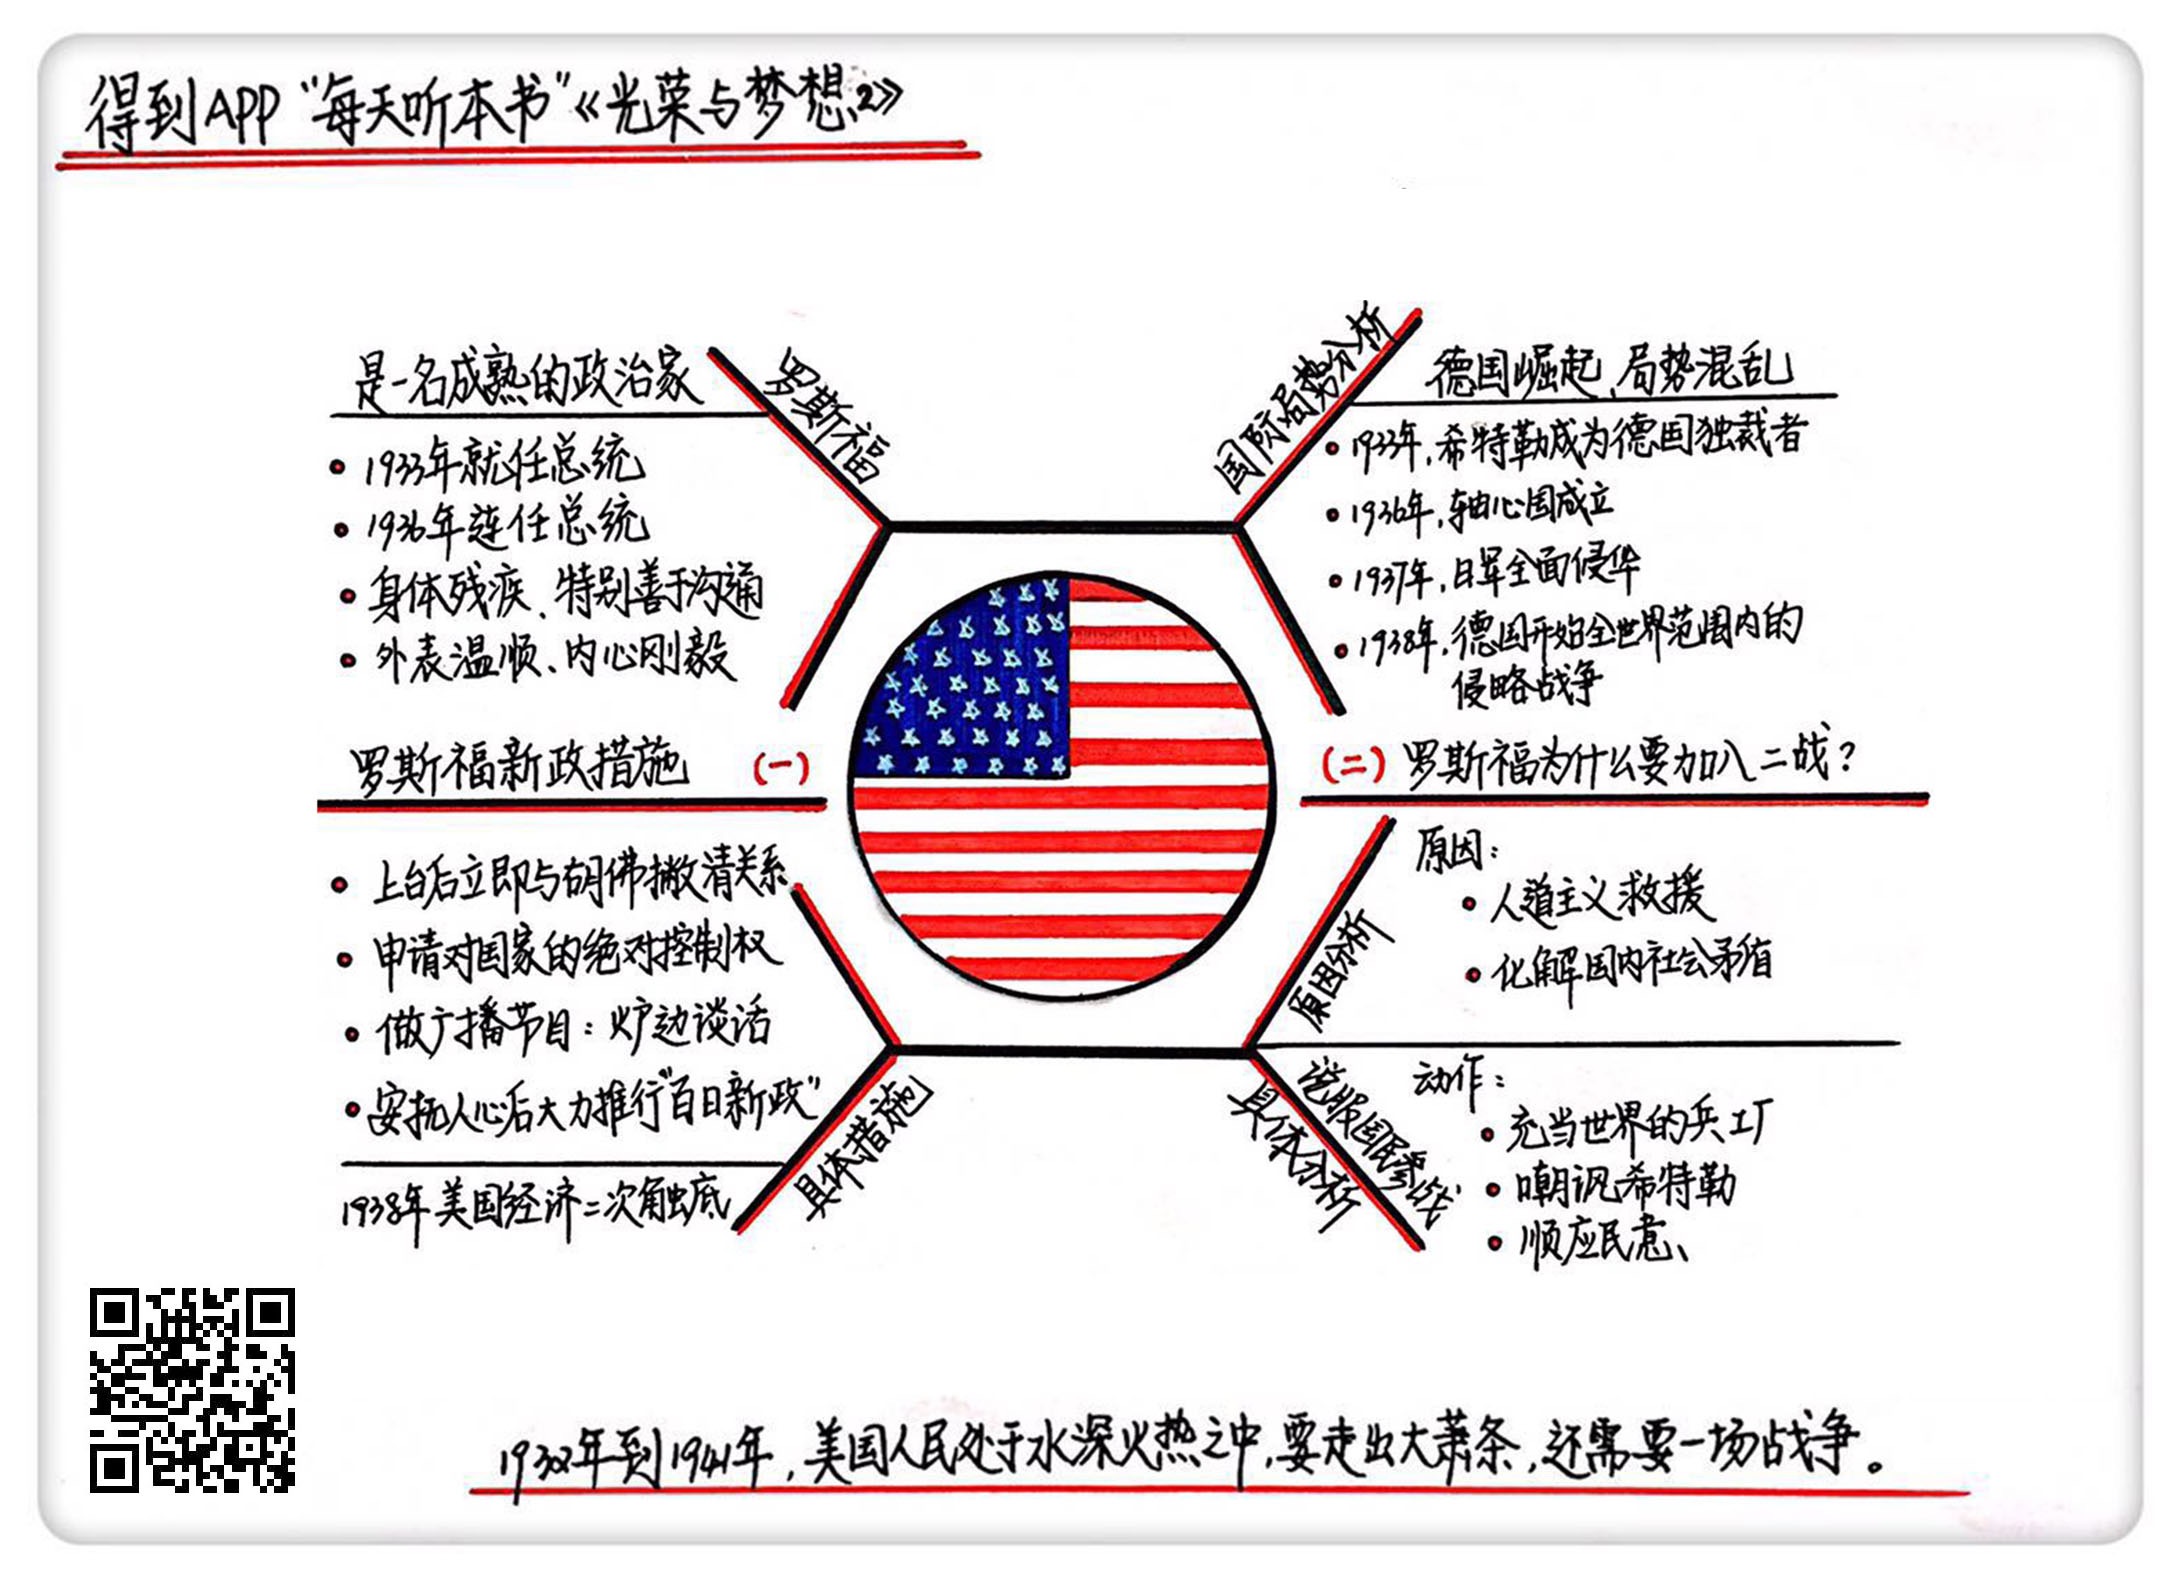 得到APP“每天听本书”《光荣与梦想2》
罗斯福
是一名成熟的政治家
1933年就任总统
1936年连任总统
身体残疾、特别善于沟通
外表温顺、内心刚毅
罗斯福新政措施 (一)
上台后立即与胡佛撇清关系
申请对国家的绝对控制权
做广播节目：炉边谈话
安抚人心后大力推行“百日新政”
具体措施
1938年美国经济二次触底
国际局势分析
德国崛起、局势混乱
1933年，希特勒成为德国独裁者
1936年，轴心国成立
1937年，日军全面侵华
1938年，德国开始全世界范围内的
侵略战争
(二) 罗斯福为什么要加入二战？
原因分析
原因：
人道主义救援
化解国内社会矛盾
说服国民参战
具体分析
动作：
充当世界的兵工厂
嘲讽希特勒
顺应民意、
1932年到1941年，美国人民处于水深火热之中，要走出大萧条，还需要一场战争。